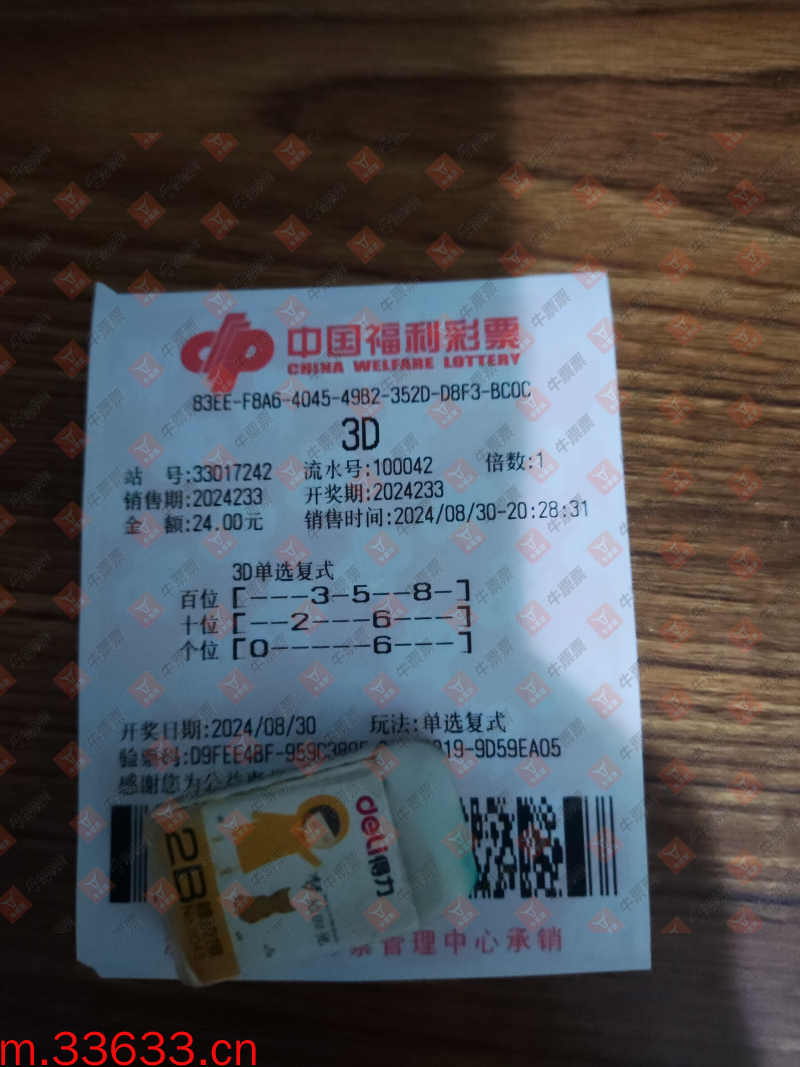 中国福利彩票
CHINA WELFARE LOTTERY
83EE-F8A6-4045-49B2-352D-D8F3-BC0C
3D
站 号:33017242 流水号:100042 倍数:1
销售期:2024233 开奖期:2024233
金 额:24.00元 销售时间:2024/08/30-20:28:31
3D单选复式
百位 [---3-5--8-]
十位 [--2---6---]
个位 [0-----6---]
开奖日期:2024/08/30 玩法:单选复式
验票码:D9FEE4BF-959C 19-9D59EA05
感谢您为公益
deli得力
2B
票管理中心承销
牛票票
m.33633.cn